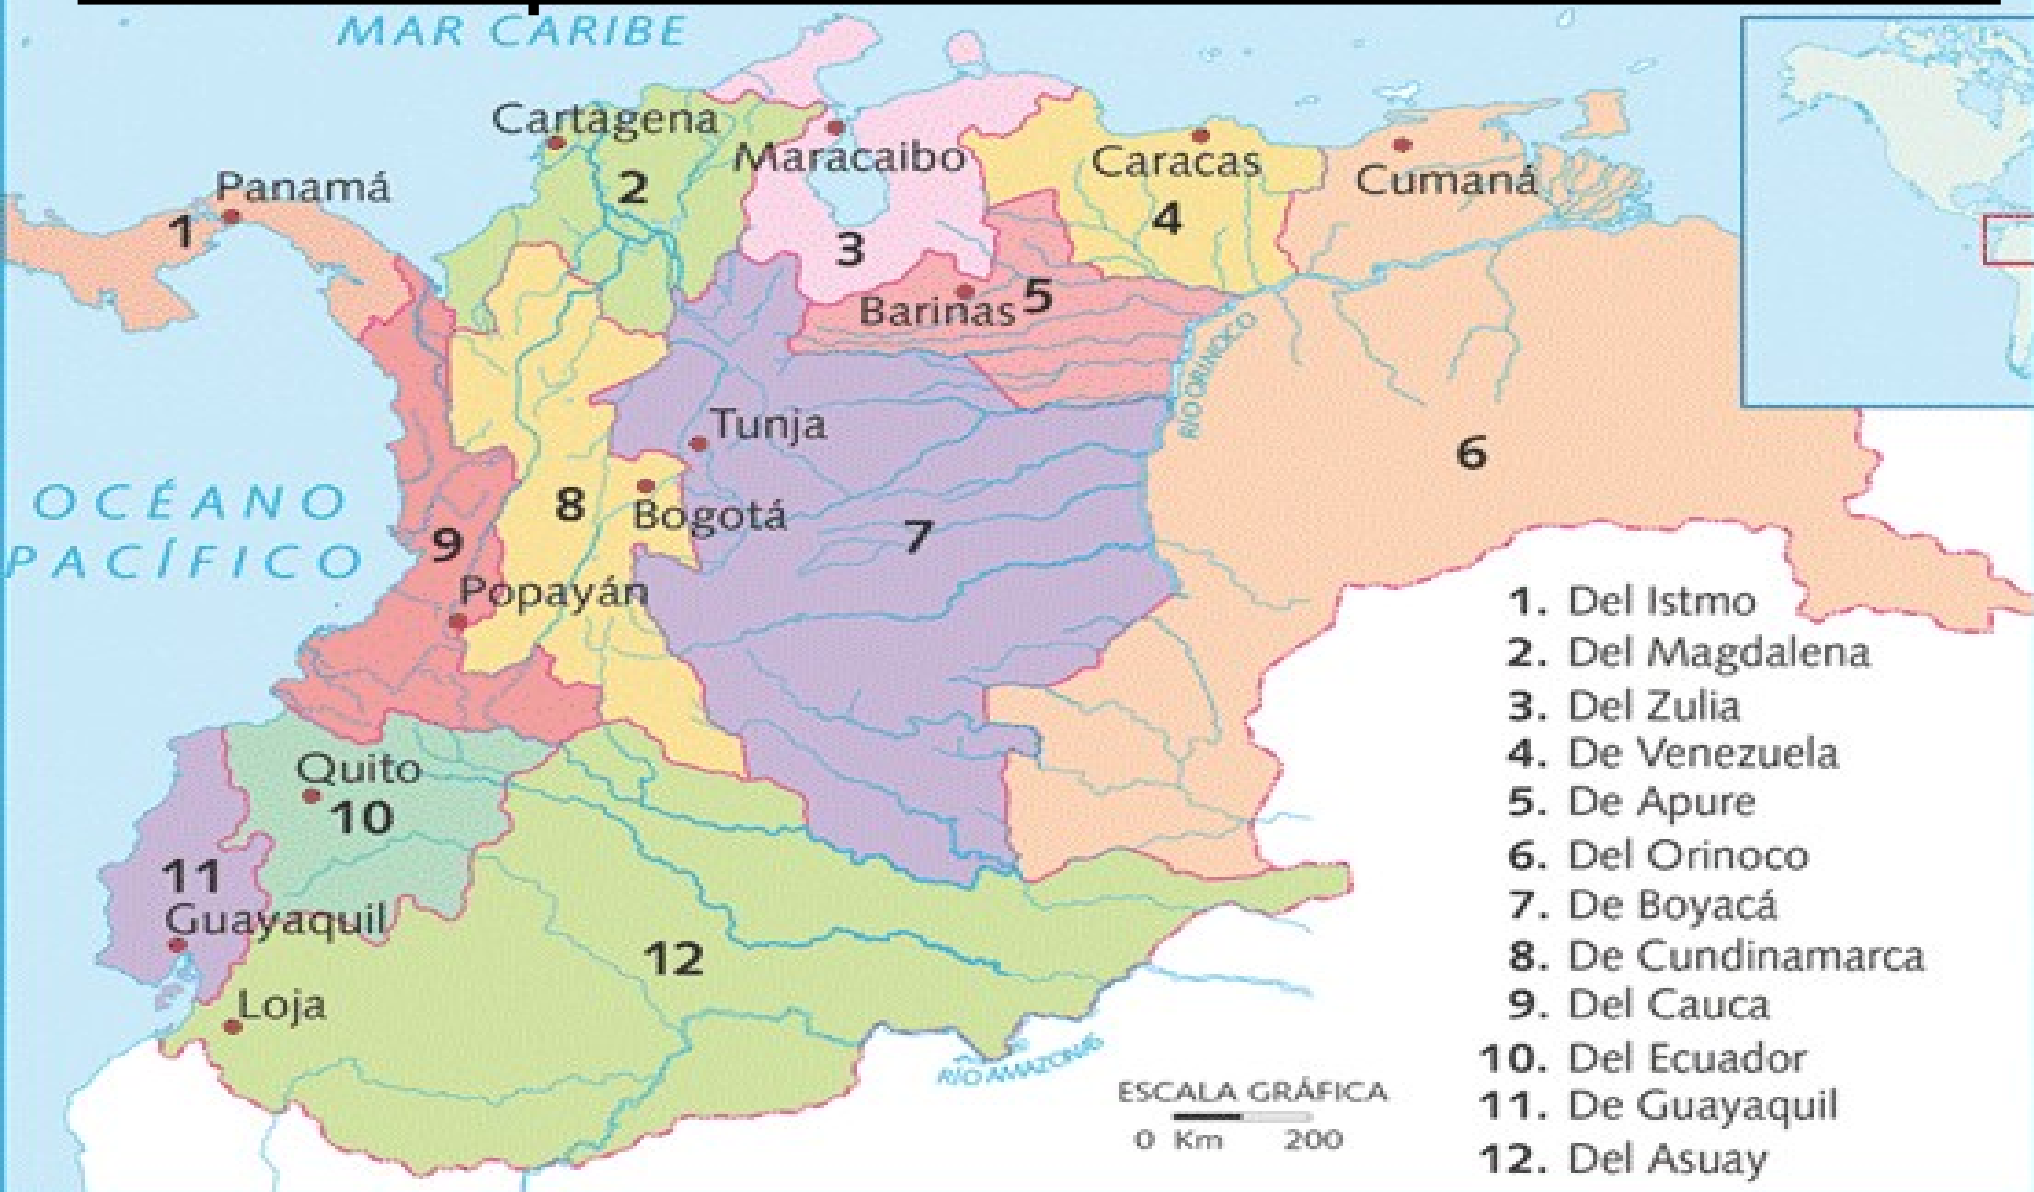 MAR CARIBE
Cartagena
Panamá
Maracaibo
Caracas
Cumaná
1
2
3
4
Barinas
5
RÍO ORINOCO
Tunja
6
OCÉANO
PACÍFICO
8
Bogotá
7
9
Popayán
Quito
10
11
Guayaquil
12
Loja
RÍO AMAZONAS
ESCALA GRÁFICA
0 Km 200
1. Del Istmo
2. Del Magdalena
3. Del Zulia
4. De Venezuela
5. De Apure
6. Del Orinoco
7. De Boyacá
8. De Cundinamarca
9. Del Cauca
10. Del Ecuador
11. De Guayaquil
12. Del Asuay